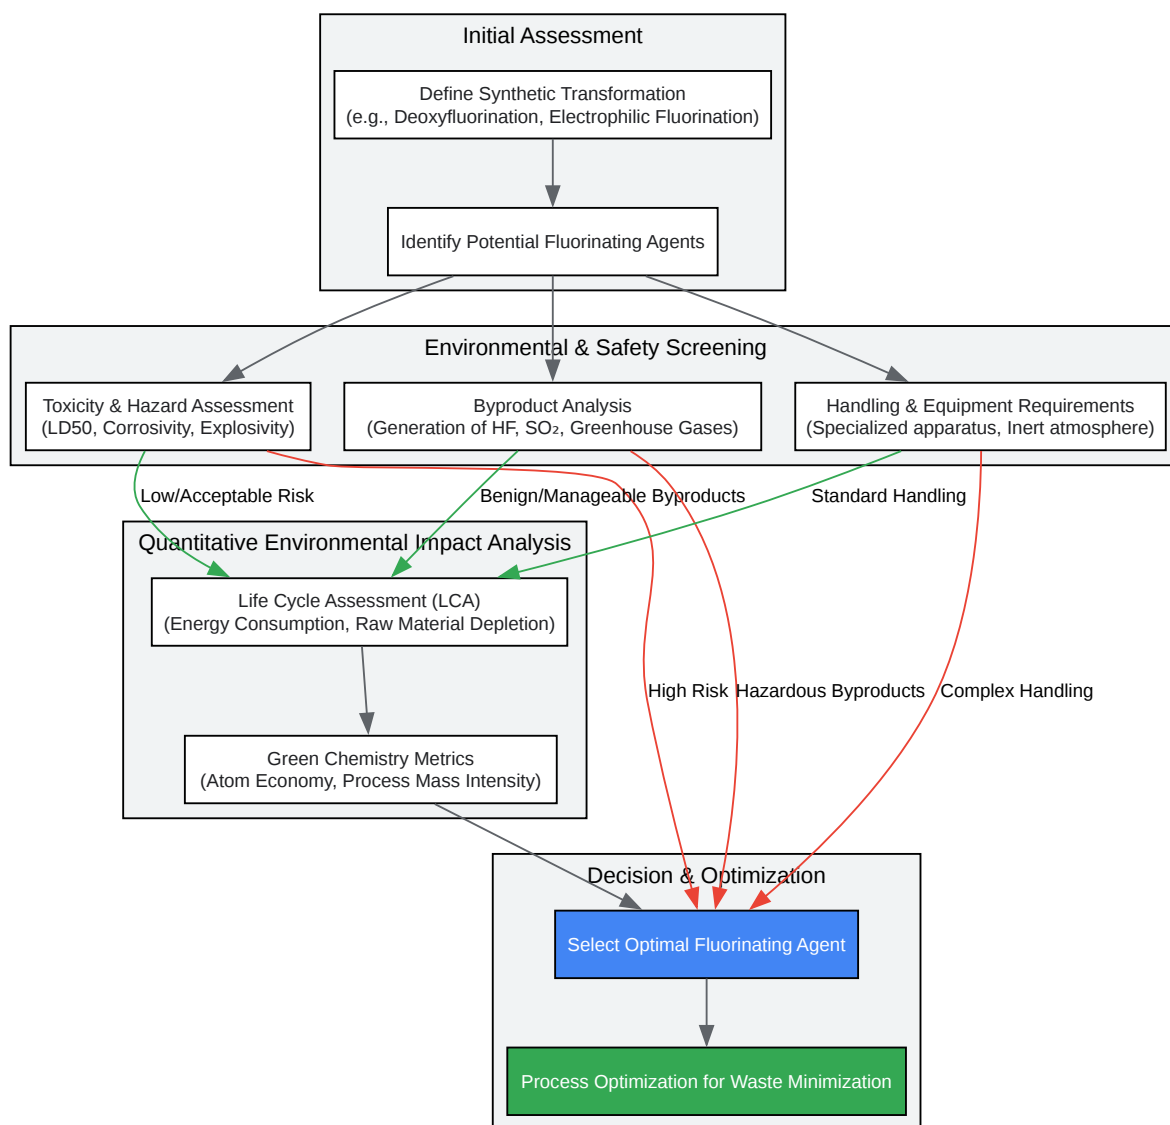 Initial Assessment
Define Synthetic Transformation
(e.g., Deoxyfluorination, Electrophilic Fluorination)
Identify Potential Fluorinating Agents
Environmental & Safety Screening
Toxicity & Hazard Assessment
(LD50, Corrosivity, Explosivity)
Byproduct Analysis
(Generation of HF, SO₂, Greenhouse Gases)
Handling & Equipment Requirements
(Specialized apparatus, Inert atmosphere)
Low/Acceptable Risk
Benign/Manageable Byproducts
Standard Handling
Quantitative Environmental Impact Analysis
Life Cycle Assessment (LCA)
(Energy Consumption, Raw Material Depletion)
High Risk
Hazardous Byproducts
Complex Handling
Green Chemistry Metrics
(Atom Economy, Process Mass Intensity)
Decision & Optimization
Select Optimal Fluorinating Agent
Process Optimization for Waste Minimization